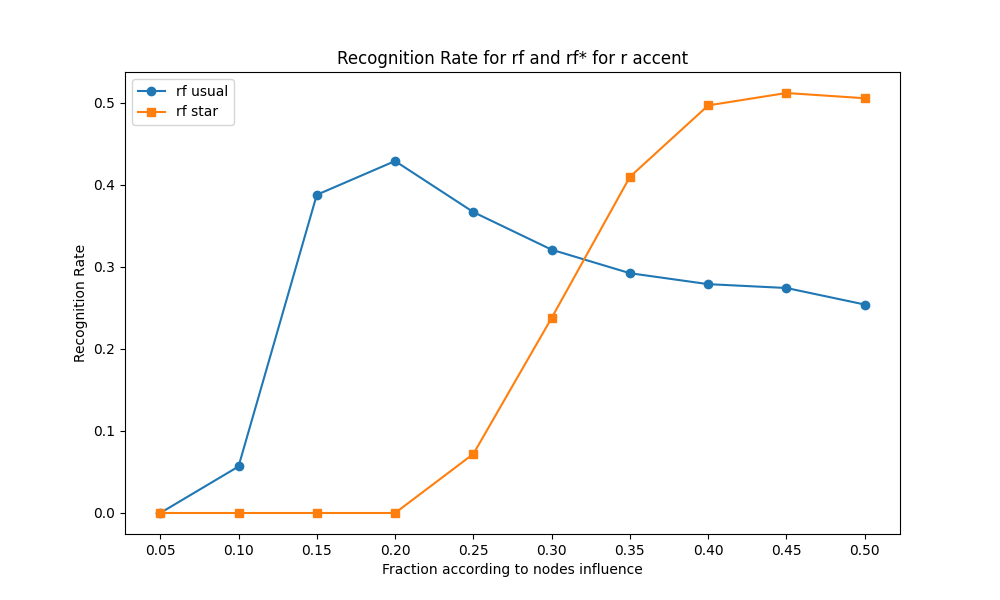 Recognition Rate for rf and rf* for r accent
rf usual
rf star
0.5
0.4
0.3
0.2
0.1
0.0
Recognition Rate
0.05 0.10 0.15 0.20 0.25 0.30 0.35 0.40 0.45 0.50
Fraction according to nodes influence